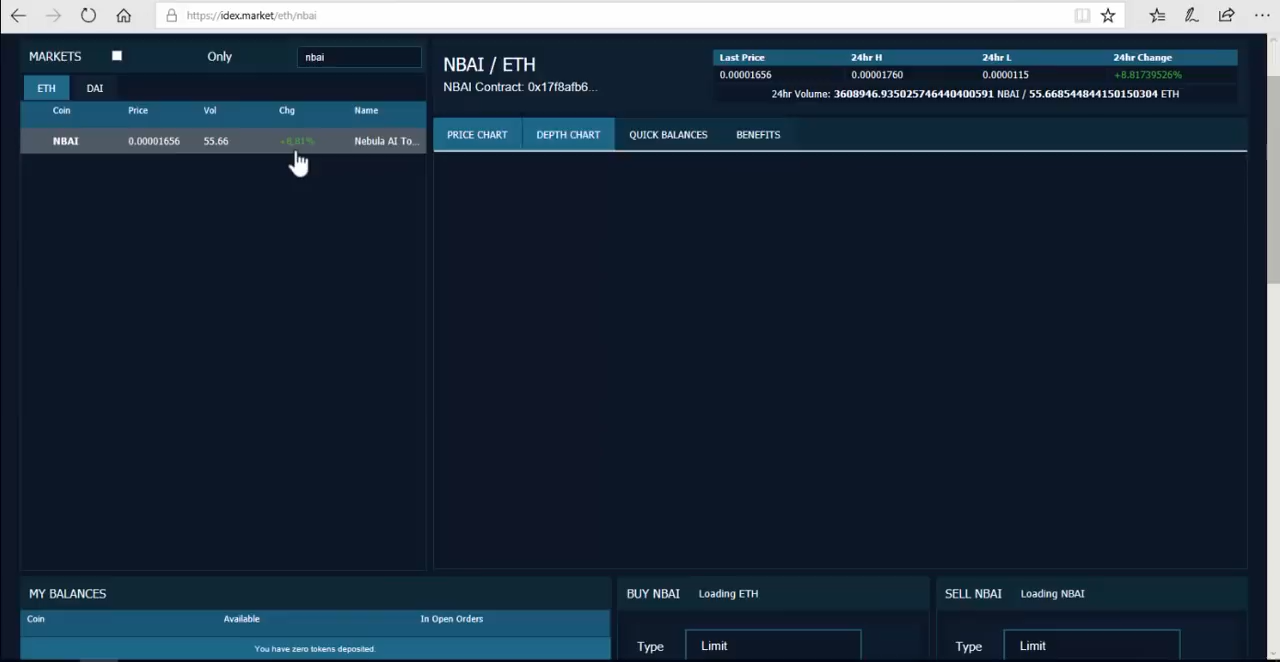 https://idex.market/eth/nbai
MARKETS Only nbai
ETH DAI
Coin Price Vol Chg Name
NBAI 0.00001656 55.66 +8.81% Nebula AI To...
NBAI / ETH
NBAI Contract: 0x17f8afb6...
Last Price 24hr H 24hr L 24hr Change
0.00001656 0.00001760 0.0000115 +8.81739526%
24hr Volume: 3608946.935025746440400591 NBAI / 55.668544844150150304 ETH
PRICE CHART DEPTH CHART QUICK BALANCES BENEFITS
MY BALANCES
Coin Available In Open Orders
You have zero tokens deposited.
BUY NBAI Loading ETH
Type Limit
SELL NBAI Loading NBAI
Type Limit